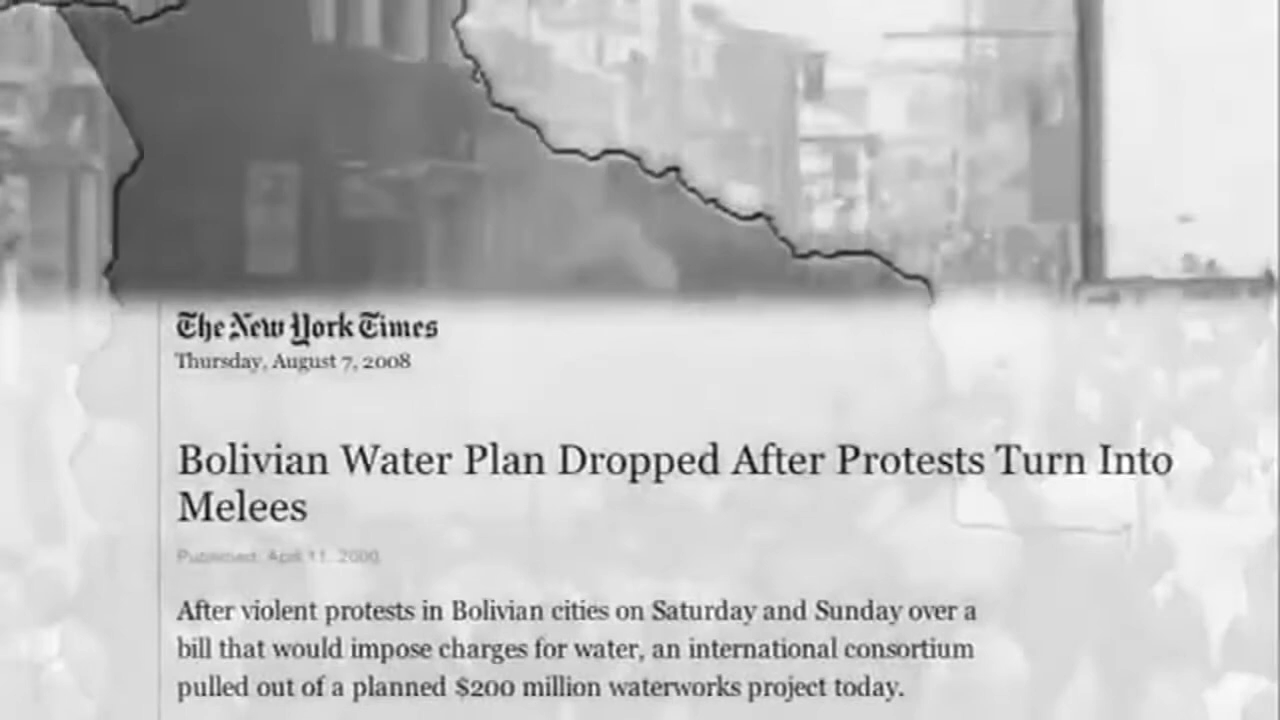 The New York Times
Thursday, August 7, 2008
Bolivian Water Plan Dropped After Protests Turn Into
Melees
Published: April 11, 2000
After violent protests in Bolivian cities on Saturday and Sunday over a
bill that would impose charges for water, an international consortium
pulled out of a planned $200 million waterworks project today.